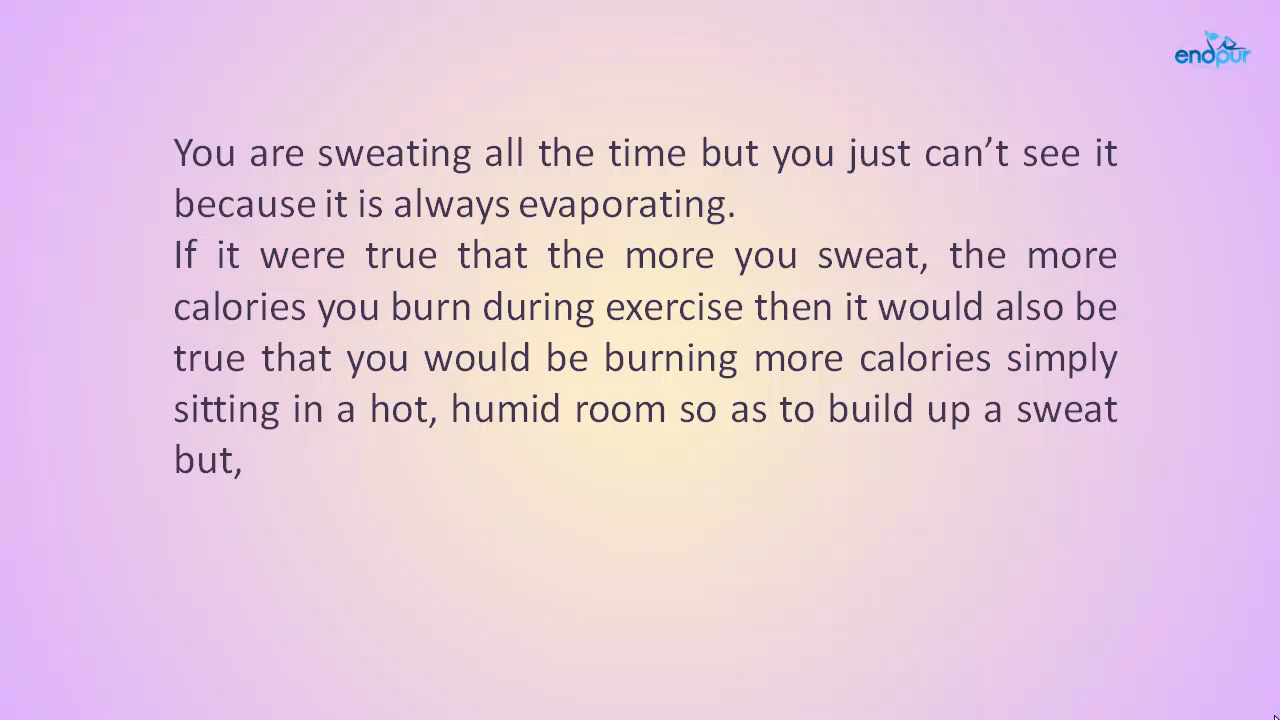 endpur
You are sweating all the time but you just can’t see it
because it is always evaporating.
If it were true that the more you sweat, the more
calories you burn during exercise then it would also be
true that you would be burning more calories simply
sitting in a hot, humid room so as to build up a sweat
but,